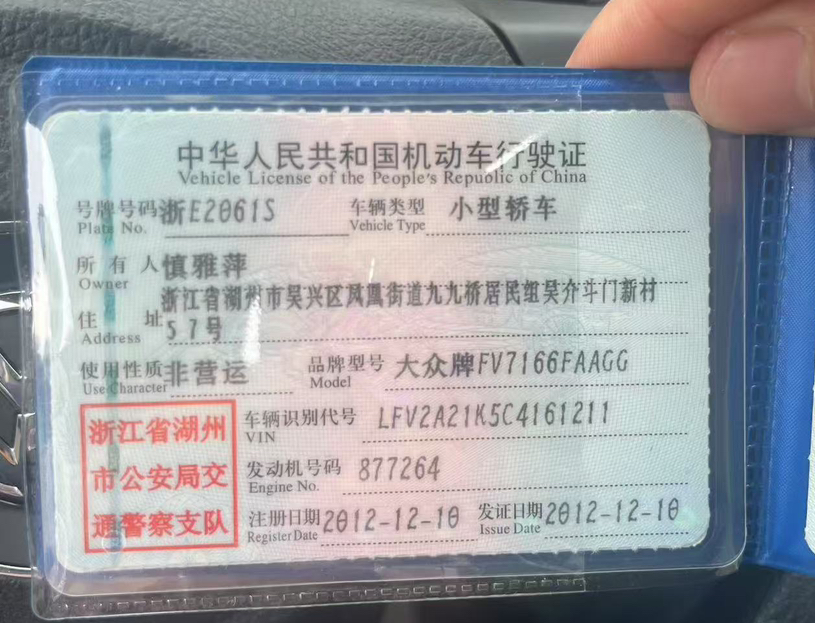 中华人民共和国机动车行驶证
Vehicle License of the People's Republic of China
号牌号码 浙E2061S 车辆类型 小型轿车
Plate No. Vehicle Type
所有人 慎雅萍
Owner
浙江省湖州市吴兴区凤凰街道九九桥居民组吴介斗门新村
住址 57号
Address
使用性质 非营运 品牌型号 大众牌FV7166FAAGG
Use Character Model
浙江省湖州
市公安局交
通警察支队
车辆识别代号 LFV2A21K5C4161211
VIN
发动机号码 877264
Engine No.
注册日期 2012-12-10 发证日期 2012-12-10
Register Date Issue Date